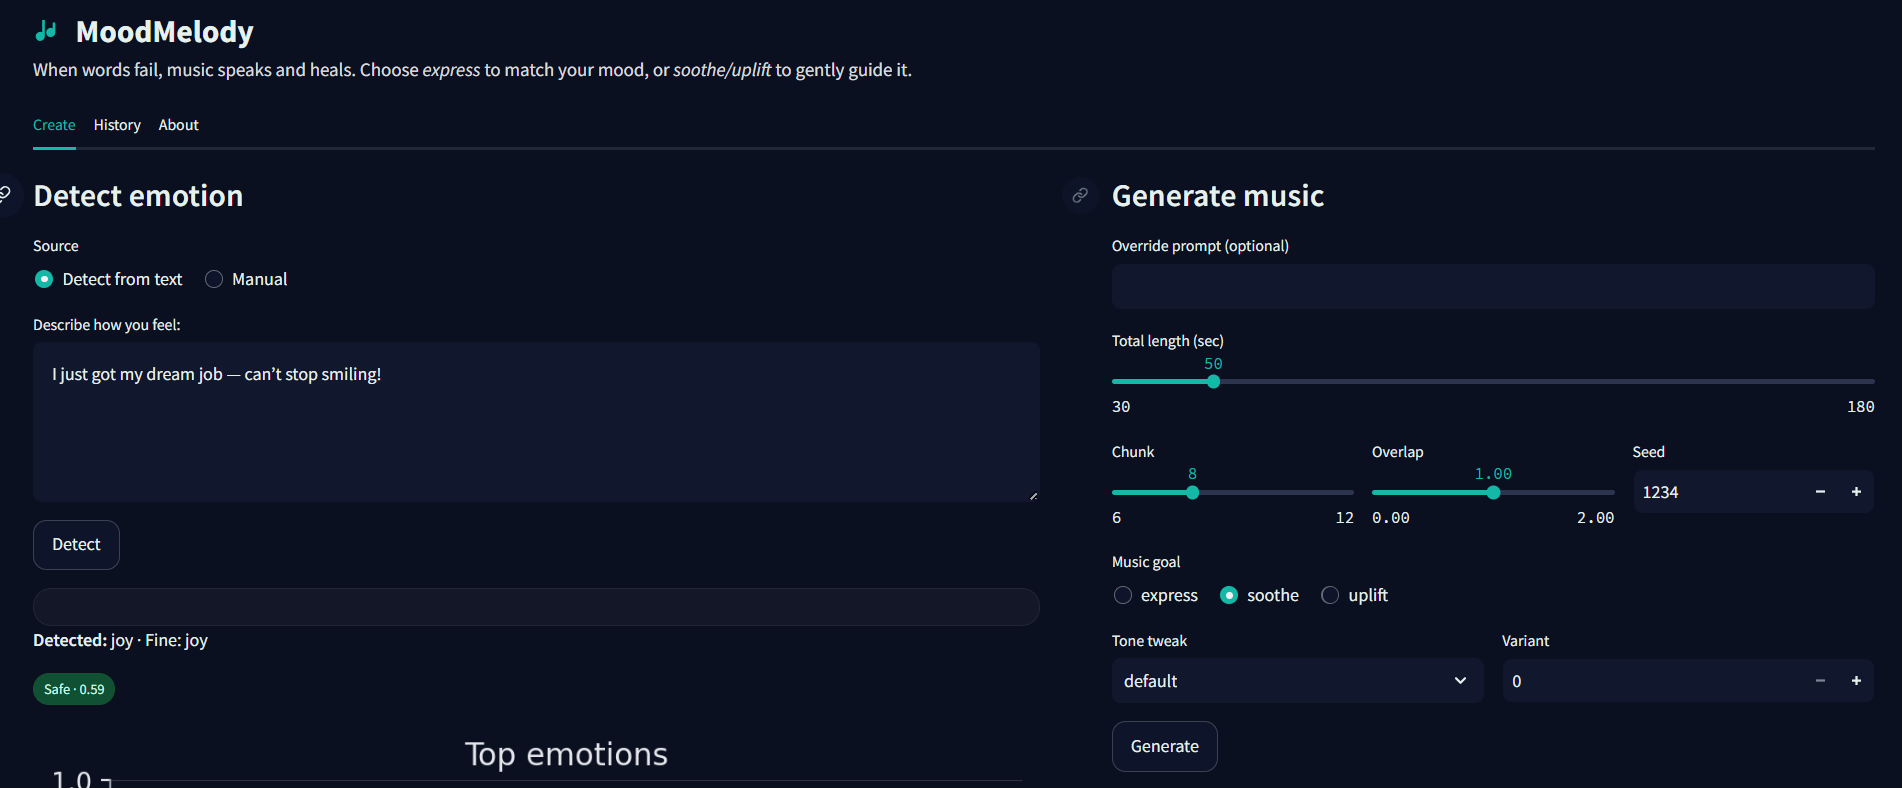 MoodMelody
When words fail, music speaks and heals. Choose express to match your mood, or soothe/uplift to gently guide it.
Create History About
Detect emotion
Source
Detect from text Manual
Describe how you feel:
I just got my dream job — can’t stop smiling!
Detect
Detected: joy · Fine: joy
Safe · 0.59
Top emotions
1.0
Generate music
Override prompt (optional)
Total length (sec)
50
30 180
Chunk Overlap Seed
8 1.00
1234
6 12 0.00 2.00
Music goal
express soothe uplift
Tone tweak Variant
default 0
Generate